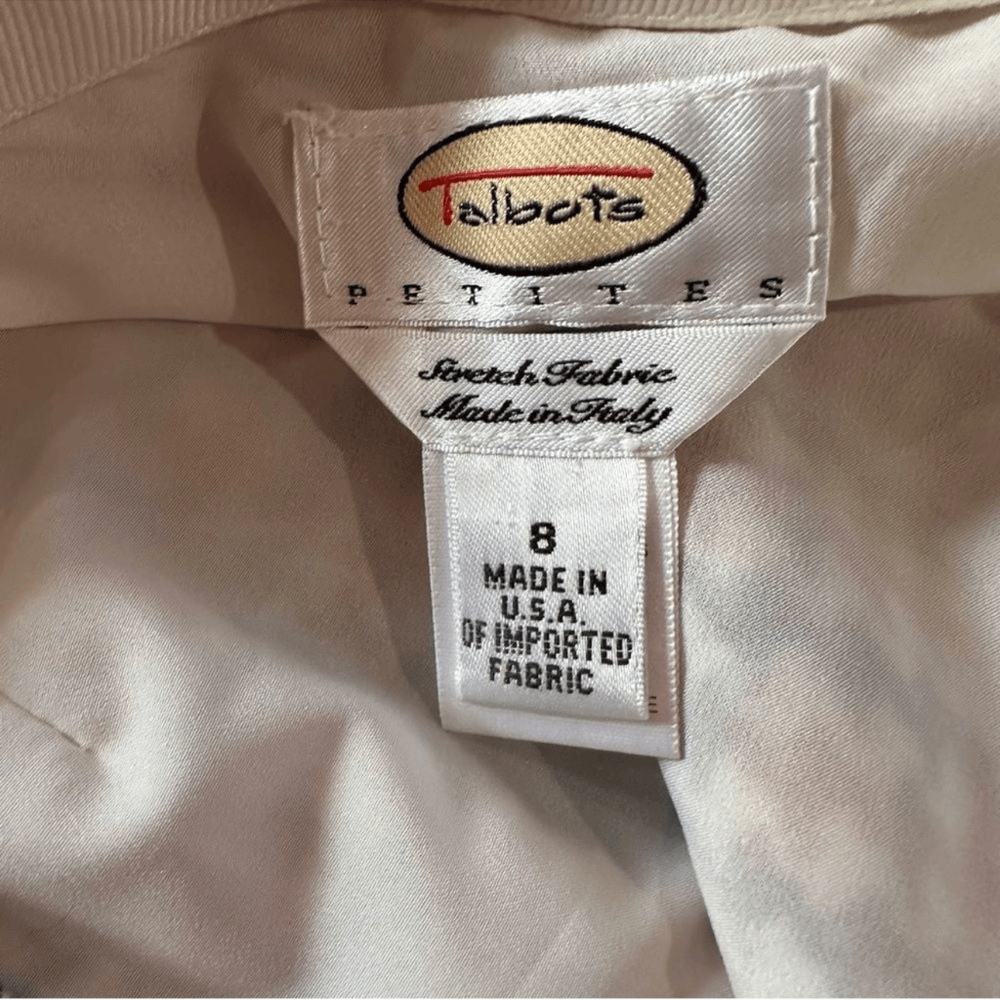 Talbots
PETITES
Stretch Fabric
Made in Italy
8
MADE IN
U.S.A.
OF IMPORTED
FABRIC